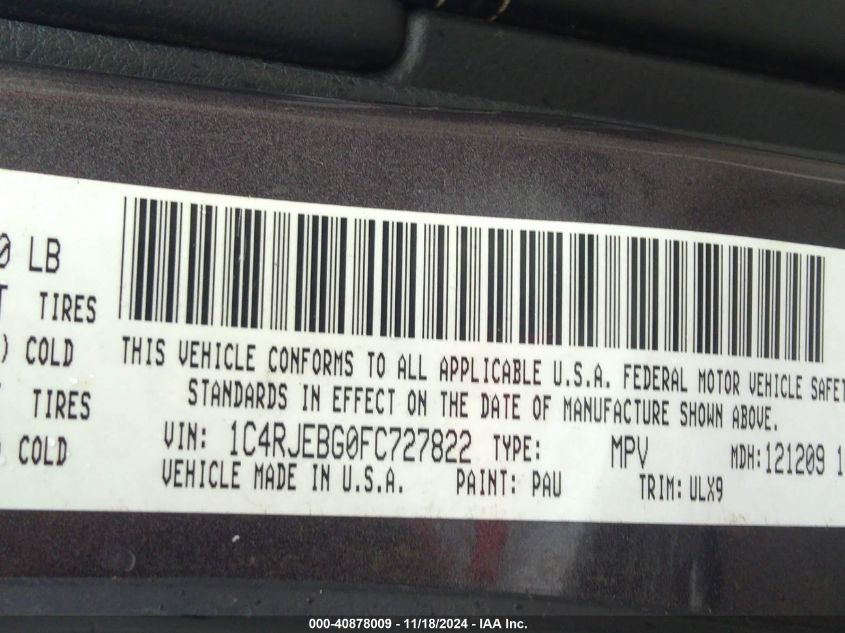 0 LB
TIRES
) COLD
TIRES
COLD
THIS VEHICLE CONFORMS TO ALL APPLICABLE U.S.A. FEDERAL MOTOR VEHICLE SAFET
STANDARDS IN EFFECT ON THE DATE OF MANUFACTURE SHOWN ABOVE.
VIN: 1C4RJEBG0FC727822 TYPE: MPV MDH:121209 1
VEHICLE MADE IN U.S.A. PAINT: PAU TRIM: ULX9
000-40878009 - 11/18/2024 - IAA Inc.